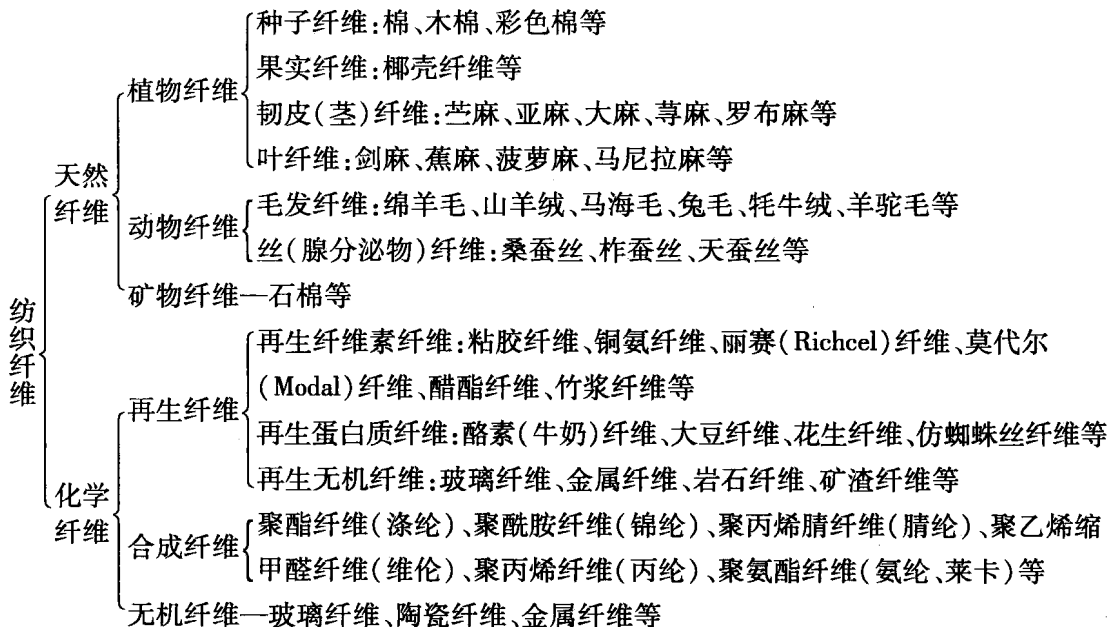 种子纤维:棉、木棉、彩色棉等
果实纤维:椰壳纤维等
植物纤维
韧皮(茎)纤维:苎麻、亚麻、大麻、荨麻、罗布麻等
叶纤维:剑麻、蕉麻、菠萝麻、马尼拉麻等
天然
纤维
毛发纤维:绵羊毛、山羊绒、马海毛、兔毛、牦牛绒、羊驼毛等
动物纤维
丝(腺分泌物)纤维:桑蚕丝、柞蚕丝、天蚕丝等
矿物纤维—石棉等
纺织纤维
再生纤维素纤维:粘胶纤维、铜氨纤维、丽赛(Richcel)纤维、莫代尔
(Modal)纤维、醋酯纤维、竹浆纤维等
再生纤维
再生蛋白质纤维:酪素(牛奶)纤维、大豆纤维、花生纤维、仿蜘蛛丝纤维等
再生无机纤维:玻璃纤维、金属纤维、岩石纤维、矿渣纤维等
化学
纤维
聚酯纤维(涤纶)、聚酰胺纤维(锦纶)、聚丙烯腈纤维(腈纶)、聚乙烯缩
合成纤维
甲醛纤维(维伦)、聚丙烯纤维(丙纶)、聚氨酯纤维(氨纶、莱卡)等
无机纤维—玻璃纤维、陶瓷纤维、金属纤维等